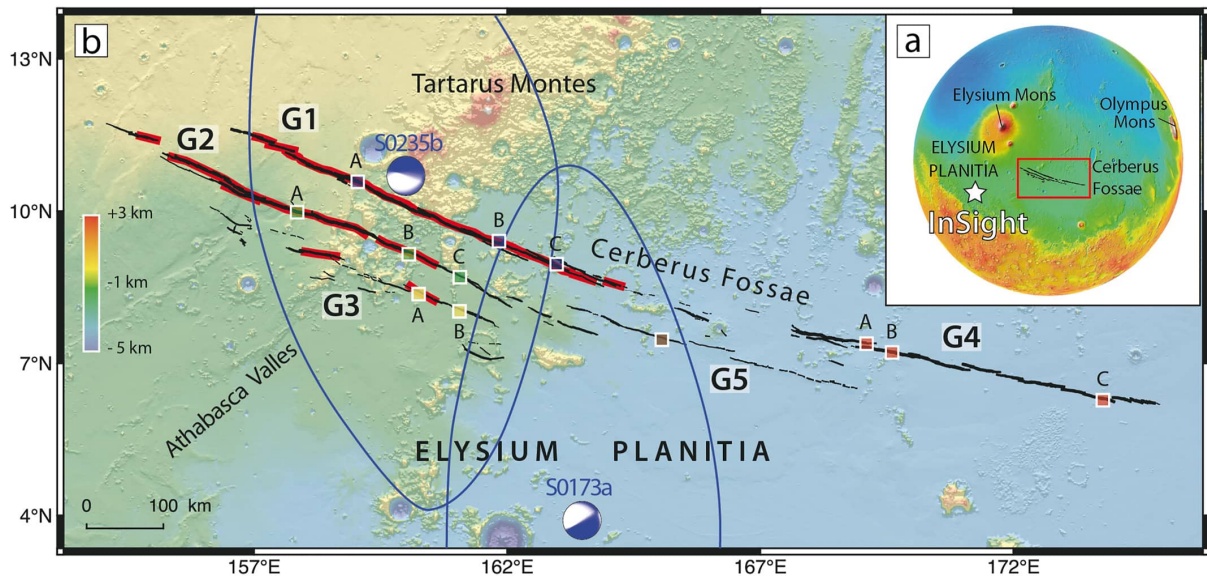 b
a
13°N
10°N
7°N
4°N
157°E
162°E
167°E
172°E
Tartarus Montes
G1
G2
G3
G4
G5
S0235b
S0173a
A
B
C
A
B
C
A
B
A
B
C
Cerberus Fossae
Athabasca Valles
ELYSIUM PLANITIA
+3 km
-1 km
- 5 km
0 100 km
Elysium Mons
Olympus
Mons
ELYSIUM
PLANITIA
Cerberus
Fossae
InSight